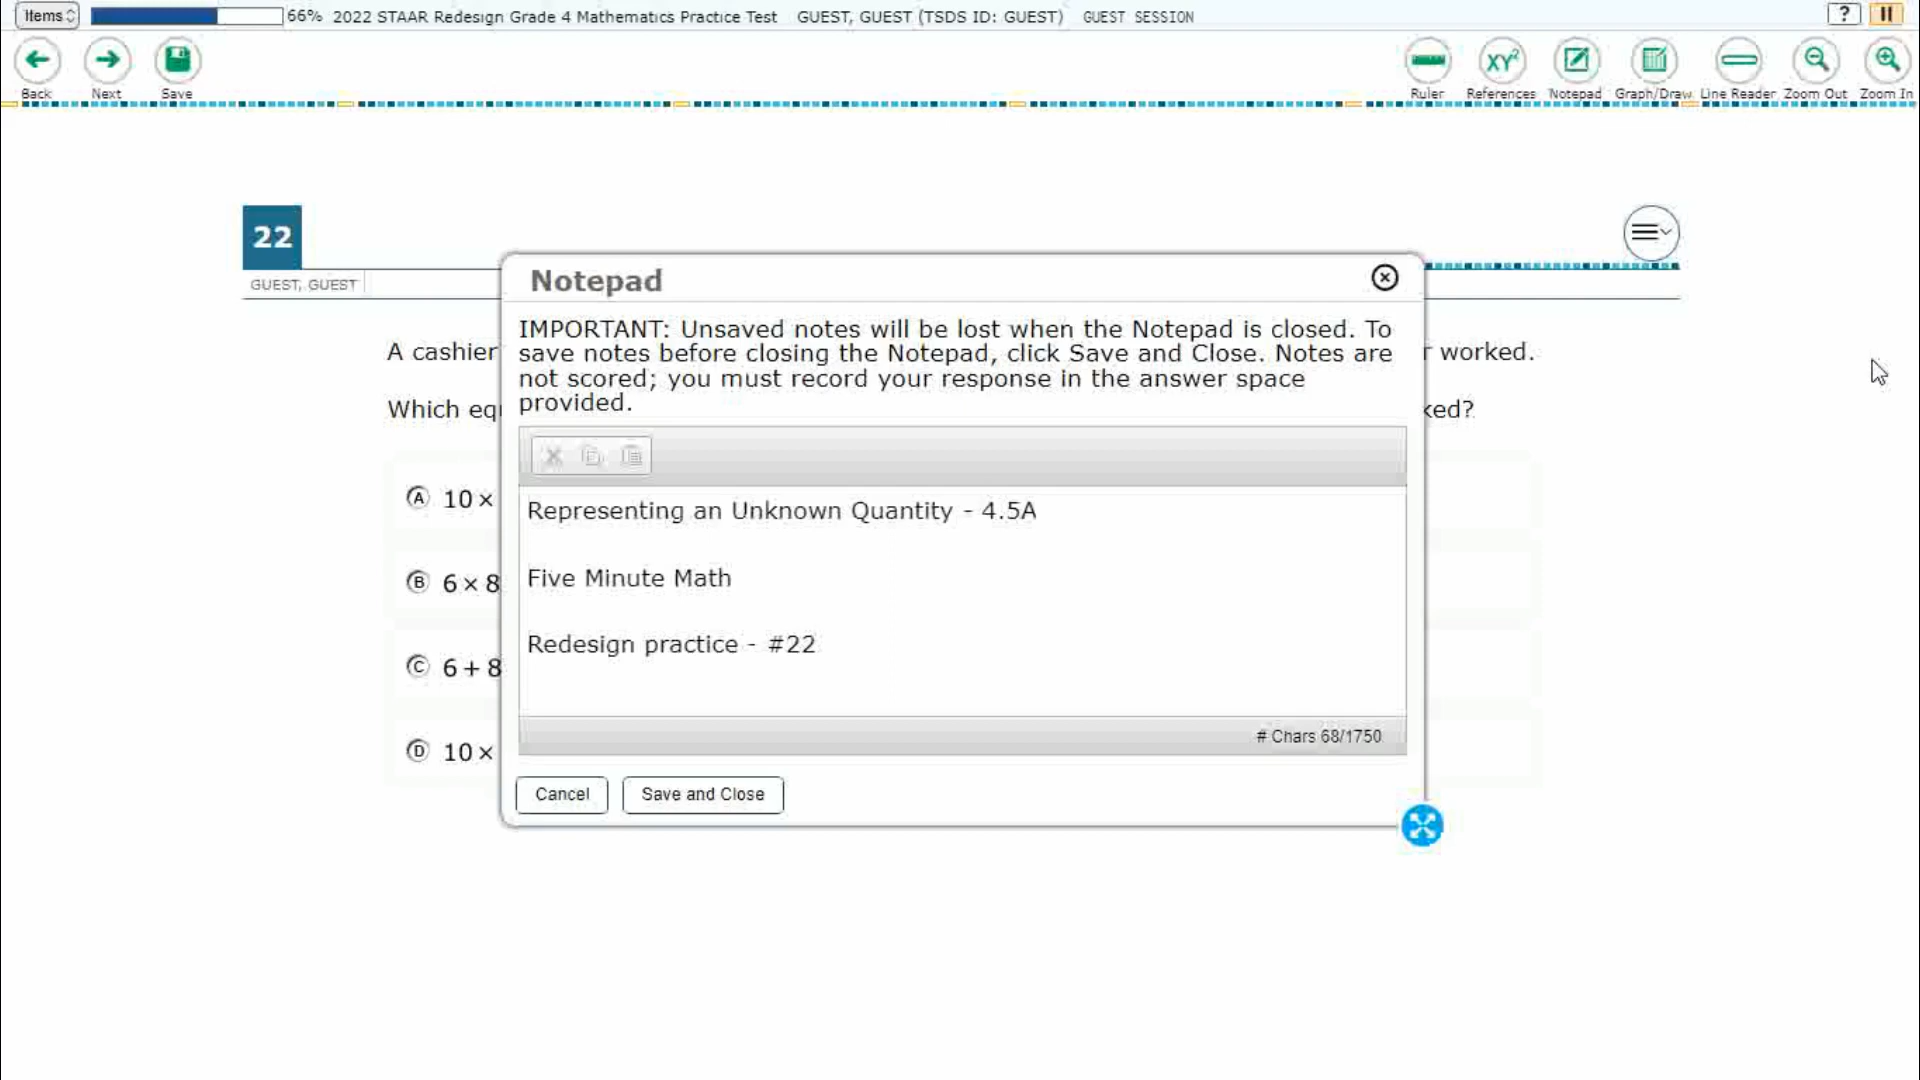 Items 66% 2022 STAAR Redesign Grade 4 Mathematics Practice Test GUEST, GUEST (TSDS ID: GUEST) GUEST SESSION ?
Back Next Save Ruler XY² References Notepad Graph/Draw Line Reader Zoom Out Zoom In
22
GUEST, GUEST
Notepad
IMPORTANT: Unsaved notes will be lost when the Notepad is closed. To
save notes before closing the Notepad, click Save and Close. Notes are
not scored; you must record your response in the answer space
provided.
A cashier
r worked.
Which eq
ked?
A 10 ×
B 6 × 8
C 6 + 8
D 10 ×
Representing an Unknown Quantity - 4.5A
Five Minute Math
Redesign practice - #22
# Chars 68/1750
Cancel Save and Close